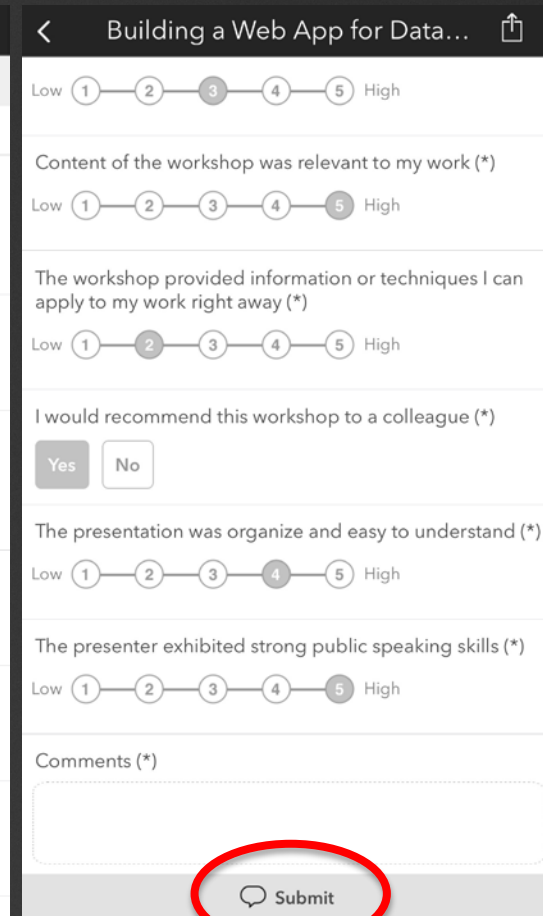 Building a Web App for Data...
Low 1 2 3 4 5 High
Content of the workshop was relevant to my work (*)
Low 1 2 3 4 5 High
The workshop provided information or techniques I can
apply to my work right away (*)
Low 1 2 3 4 5 High
I would recommend this workshop to a colleague (*)
Yes No
The presentation was organize and easy to understand (*)
Low 1 2 3 4 5 High
The presenter exhibited strong public speaking skills (*)
Low 1 2 3 4 5 High
Comments (*)
Submit